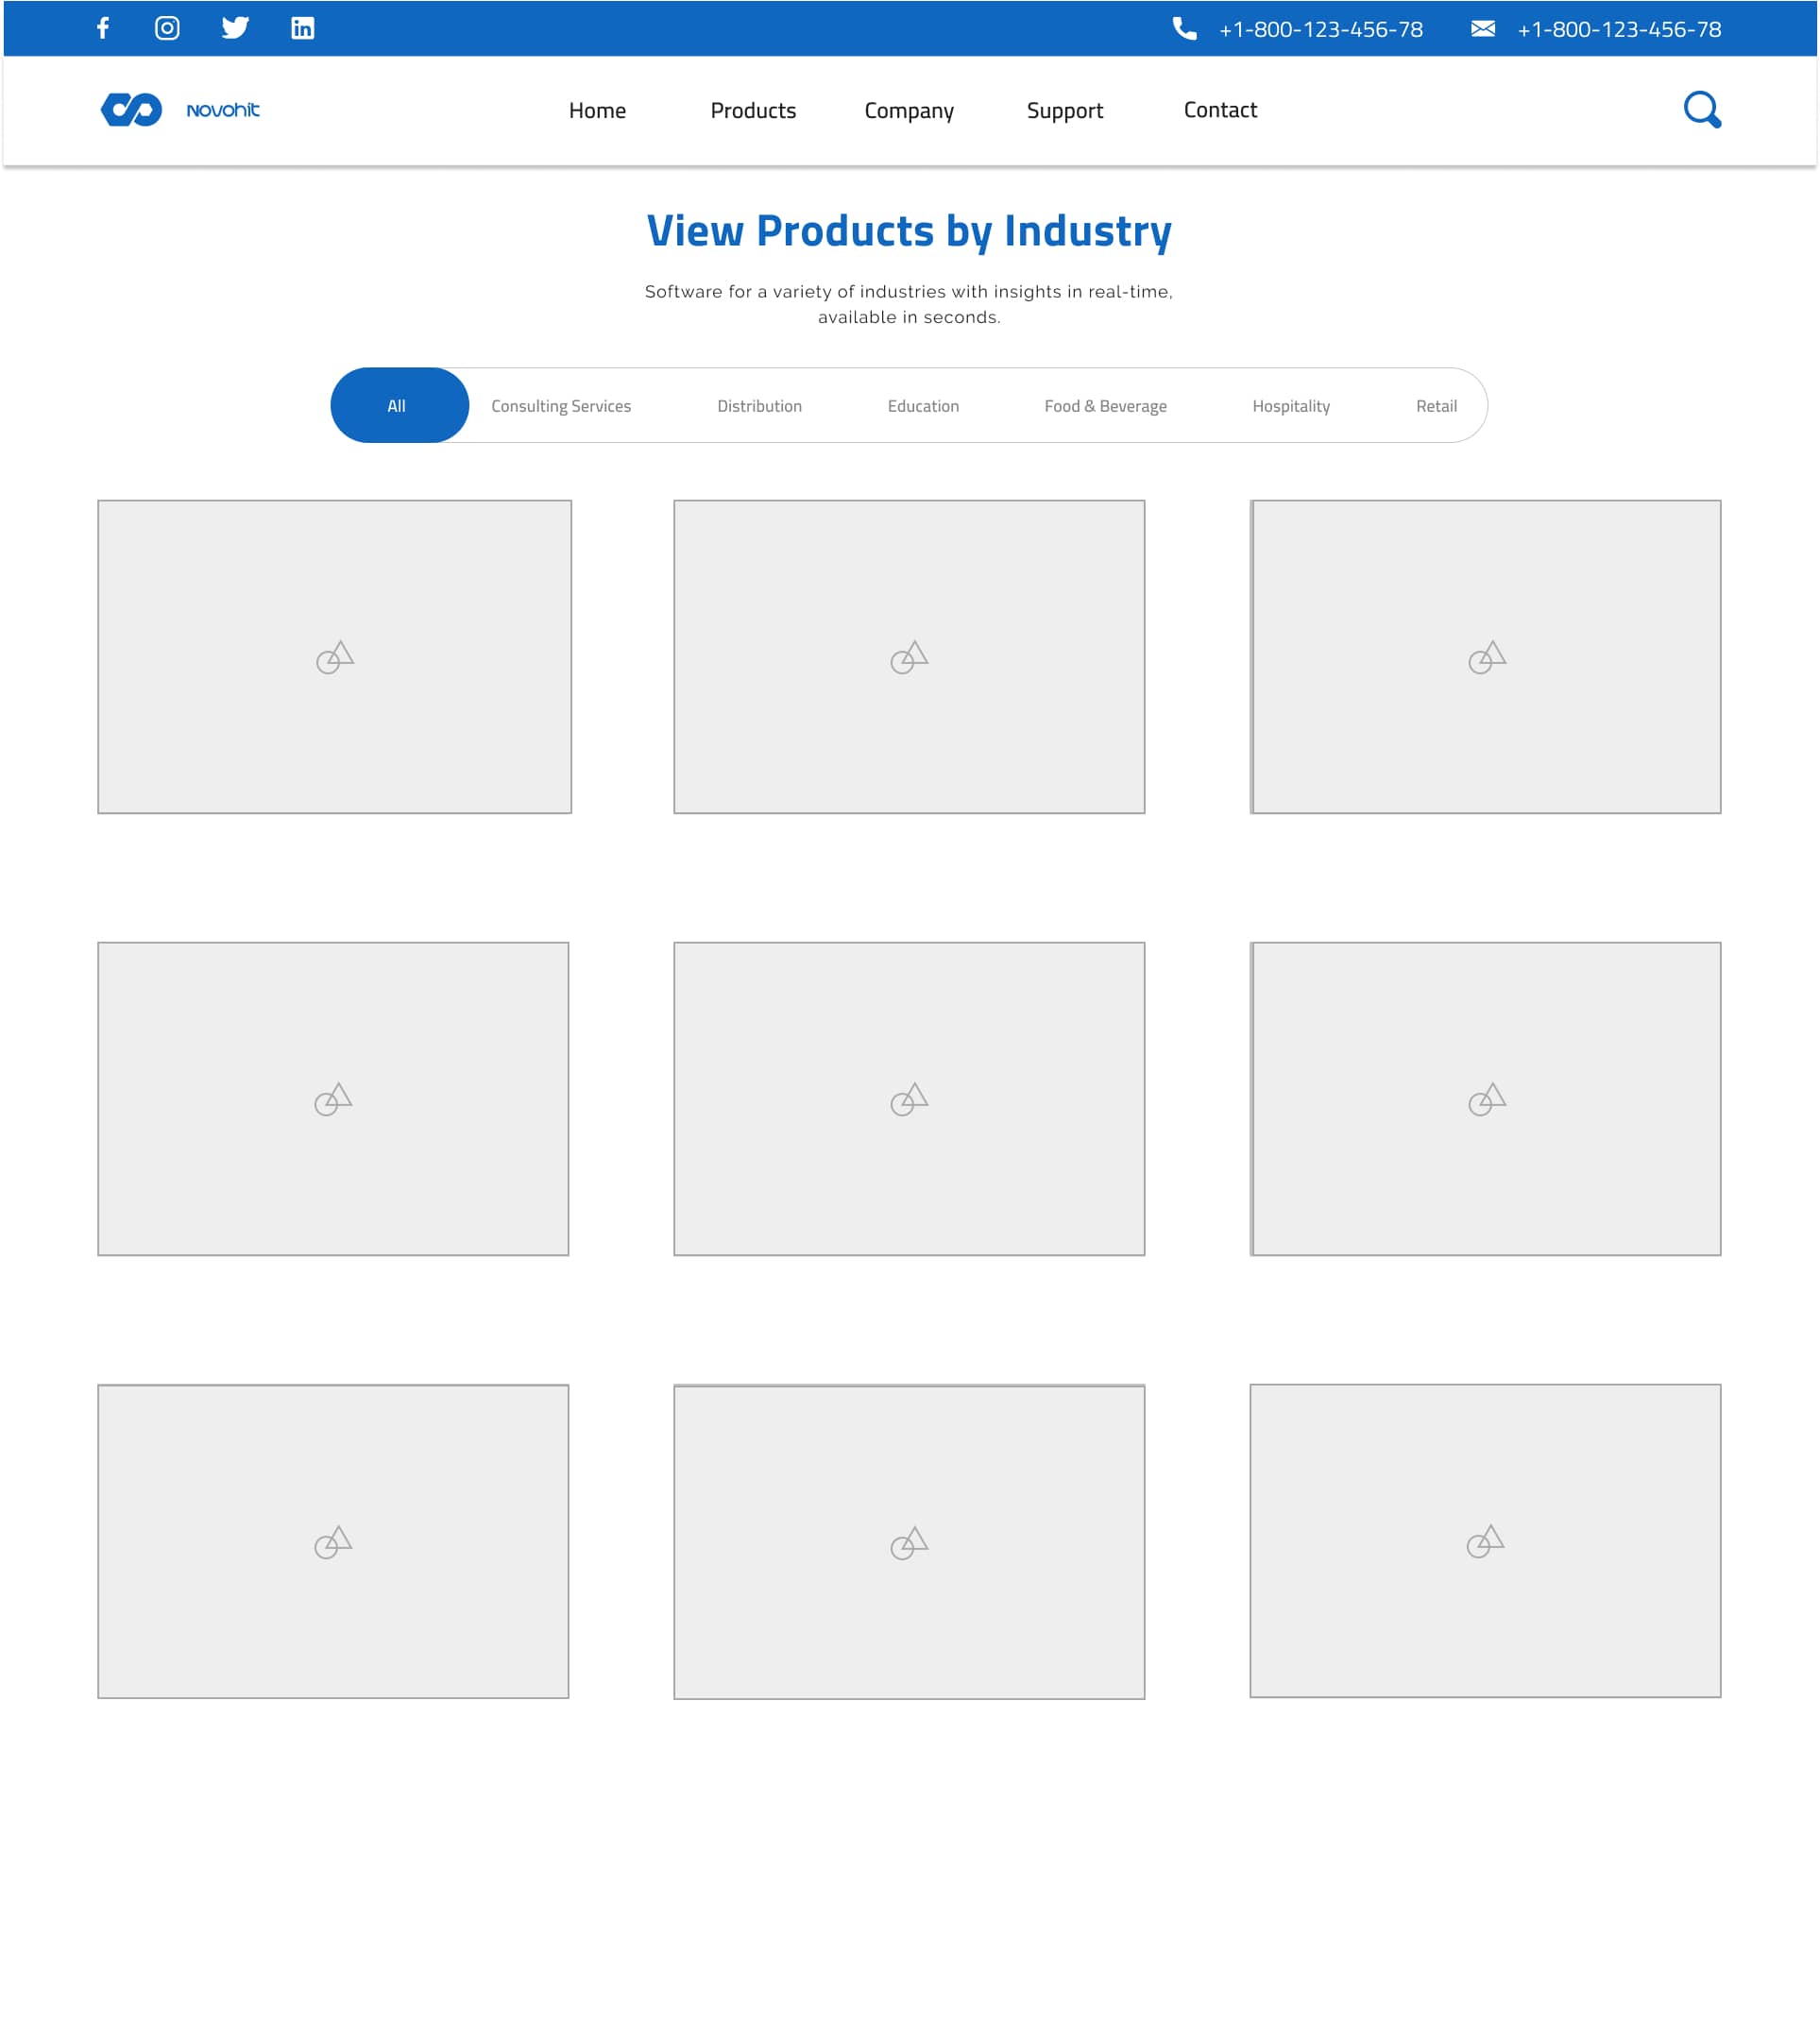 +1-800-123-456-78 +1-800-123-456-78
Novohit Home Products Company Support Contact
View Products by Industry
Software for a variety of industries with insights in real-time,
available in seconds.
All Consulting Services Distribution Education Food & Beverage Hospitality Retail